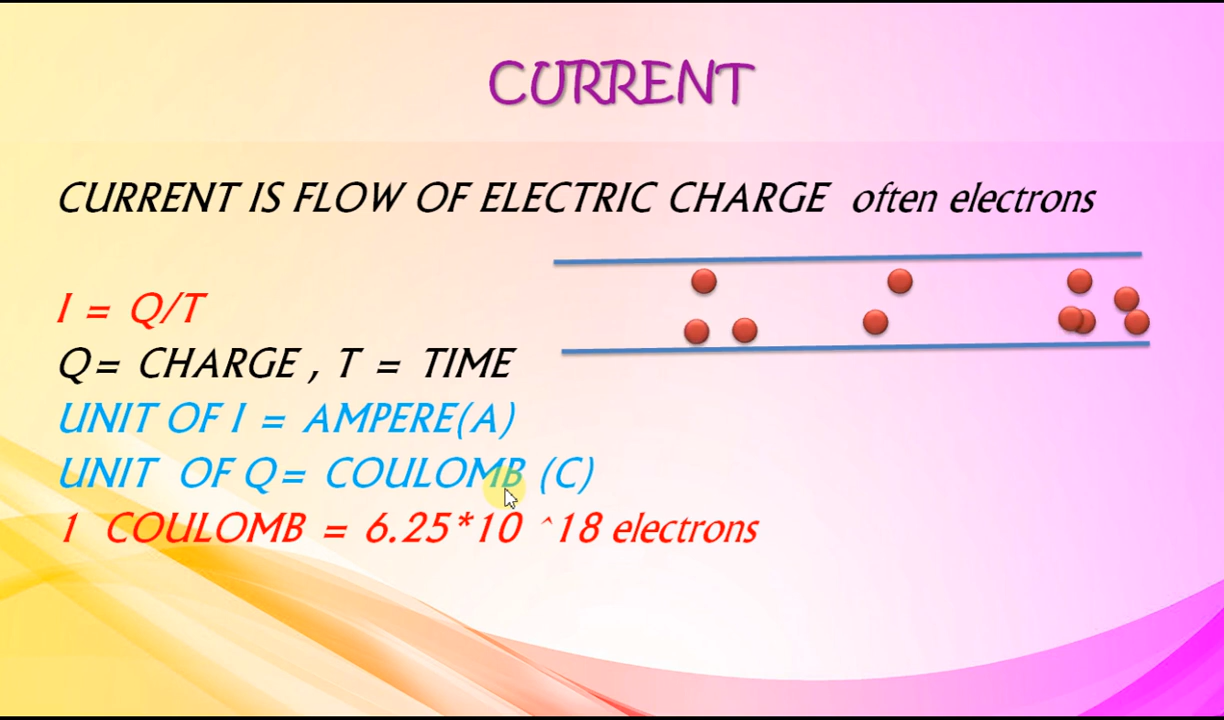 CURRENT
CURRENT IS FLOW OF ELECTRIC CHARGE often electrons
I = Q/T
Q= CHARGE , T = TIME
UNIT OF I = AMPERE(A)
UNIT OF Q= COULOMB (C)
1 COULOMB = 6.25*10 ^18 electrons